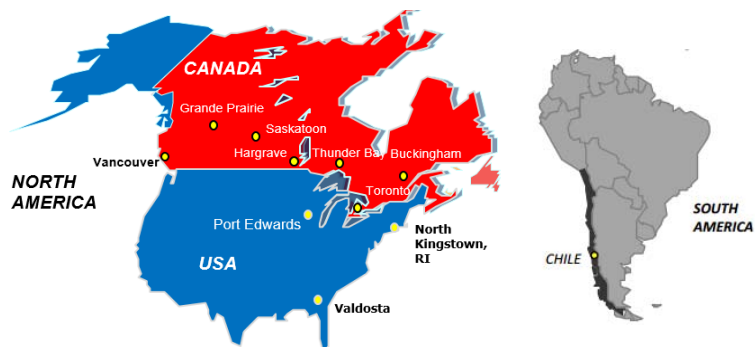 CANADA
Grande Prairie
Saskatoon
Vancouver
Hargrave
Thunder Bay
Buckingham
NORTH
AMERICA
Toronto
Port Edwards
North
Kingstown,
RI
USA
Valdosta
SOUTH
AMERICA
CHILE